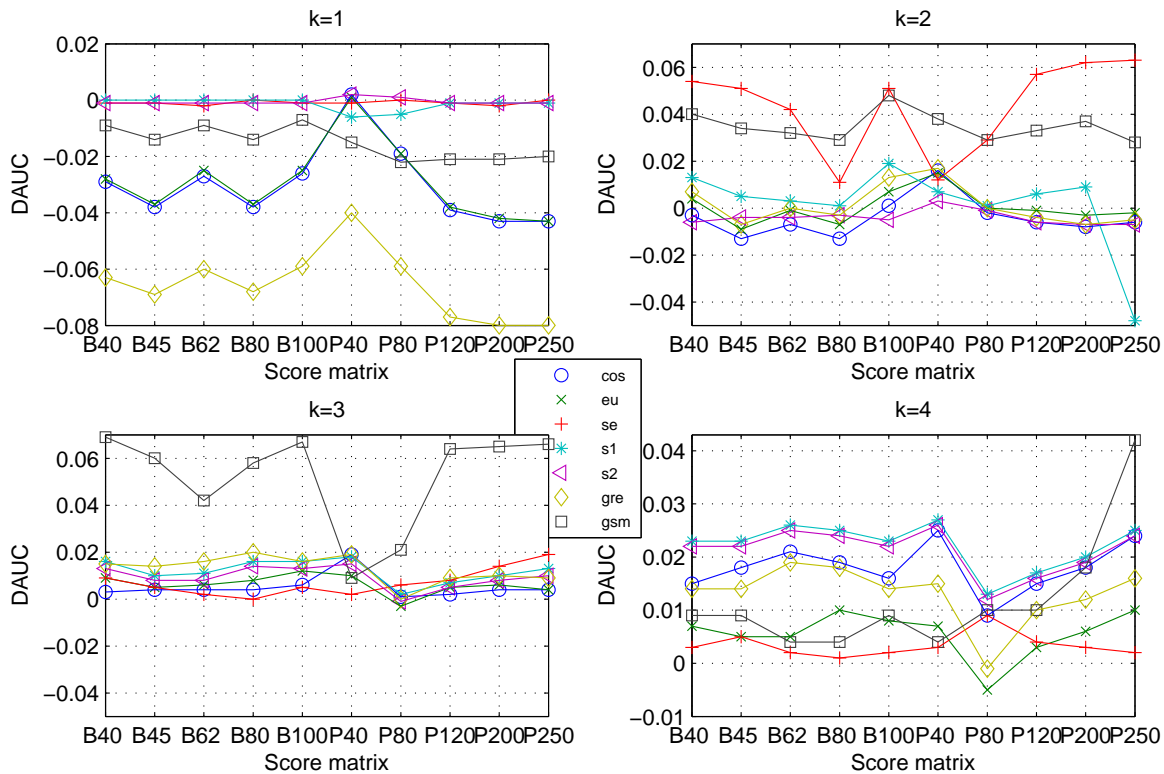 k=1
0.02
0
−0.02
−0.04
−0.06
−0.08
DAUC
B40 B45 B62 B80 B100 P40 P80 P120 P200 P250
Score matrix
k=2
0.06
0.04
0.02
0
−0.02
−0.04
DAUC
B40 B45 B62 B80 B100 P40 P80 P120 P200 P250
Score matrix
cos
eu
se
s1
s2
gre
gsm
k=3
0.06
0.04
0.02
0
−0.02
−0.04
DAUC
B40 B45 B62 B80 B100 P40 P80 P120 P200 P250
Score matrix
k=4
0.04
0.03
0.02
0.01
0
−0.01
DAUC
B40 B45 B62 B80 B100 P40 P80 P120 P200 P250
Score matrix